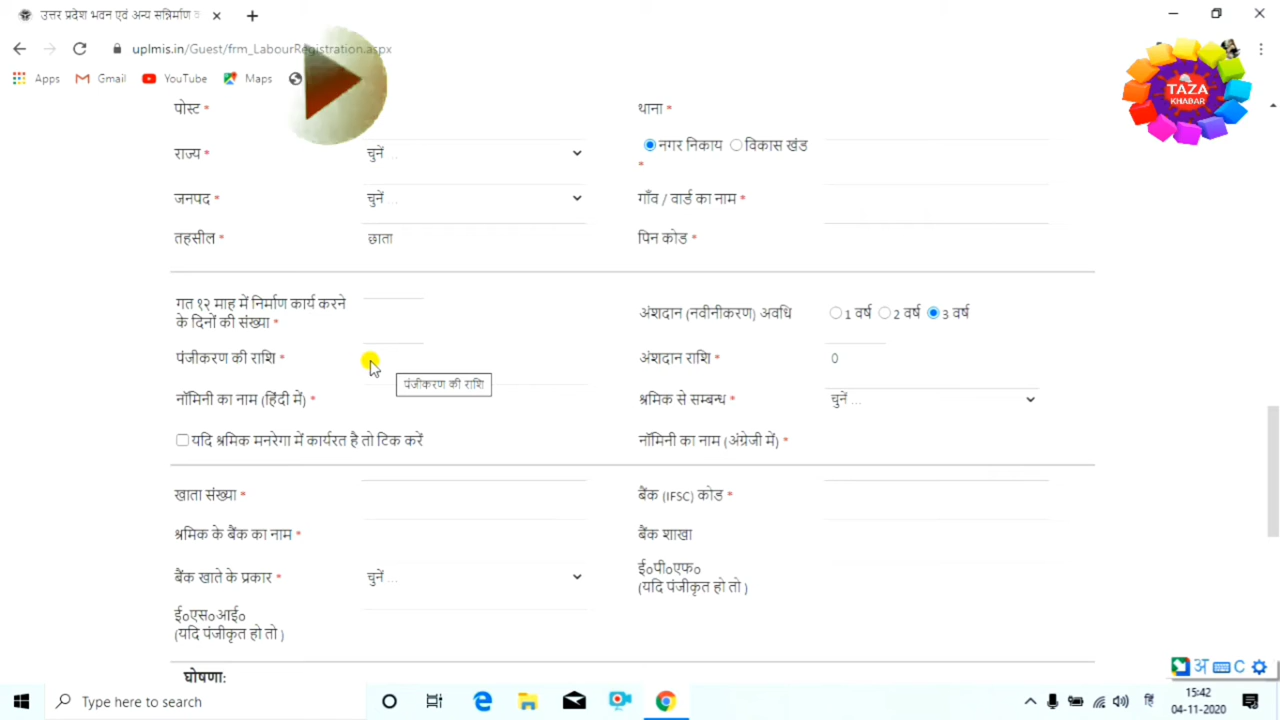 उत्तर प्रदेश भवन एवं अन्य सन्निर्माण क
uplmis.in/Guest/frm_LabourRegistration.aspx
Apps Gmail YouTube Maps
TAZA
KHABAR
पोस्ट * थाना *
राज्य * चुनें ... नगर निकाय विकास खंड
*
जनपद * चुनें ... गाँव / वार्ड का नाम *
तहसील * छाता पिन कोड *
गत १२ माह में निर्माण कार्य करने
के दिनों की संख्या * अंशदान (नवीनीकरण) अवधि 1 वर्ष 2 वर्ष 3 वर्ष
पंजीकरण की राशि * अंशदान राशि * 0
पंजीकरण की राशि
नॉमिनी का नाम (हिंदी में) * श्रमिक से सम्बन्ध * चुनें ...
यदि श्रमिक मनरेगा में कार्यरत है तो टिक करें नॉमिनी का नाम (अंग्रेजी में) *
खाता संख्या * बैंक (IFSC) कोड *
श्रमिक के बैंक का नाम * बैंक शाखा
बैंक खाते के प्रकार * चुनें ... ई०पी०एफ०
(यदि पंजीकृत हो तो )
ई०एस०आई०
(यदि पंजीकृत हो तो )
घोषणा:
अ C
Type here to search हिं 15:42
04-11-2020